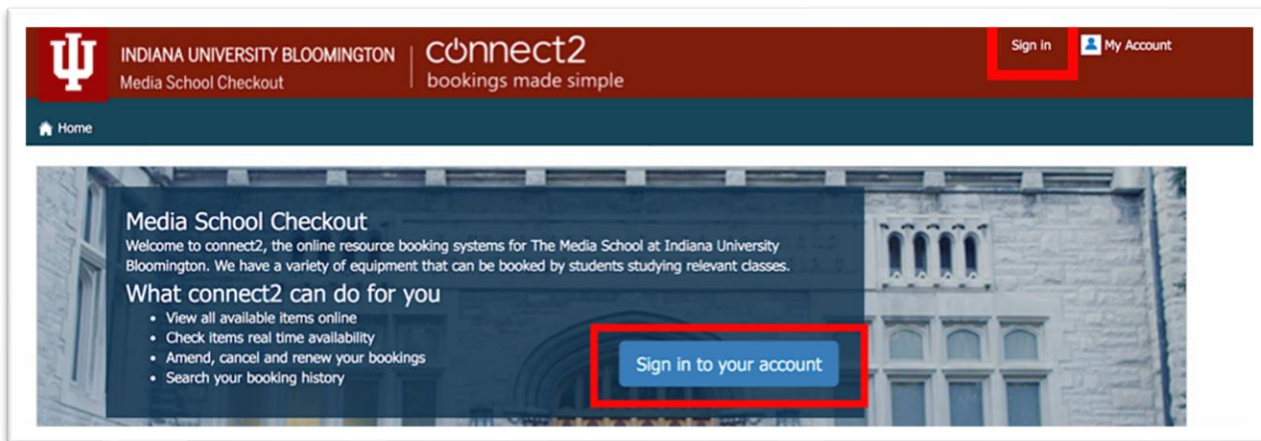 INDIANA UNIVERSITY BLOOMINGTON
Media School Checkout
connect2
bookings made simple
Sign in
My Account
Home
Media School Checkout
Welcome to connect2, the online resource booking systems for The Media School at Indiana University
Bloomington. We have a variety of equipment that can be booked by students studying relevant classes.
What connect2 can do for you
• View all available items online
• Check items real time availability
• Amend, cancel and renew your bookings
• Search your booking history
Sign in to your account